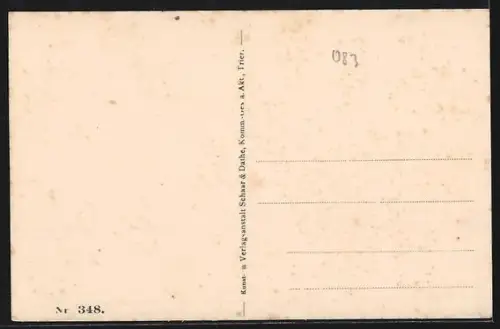 Nr 348.
Kunst- u Verlagsanstalt Schaar & Dathe, Komm.-Ges a. Akt., Trier.
083